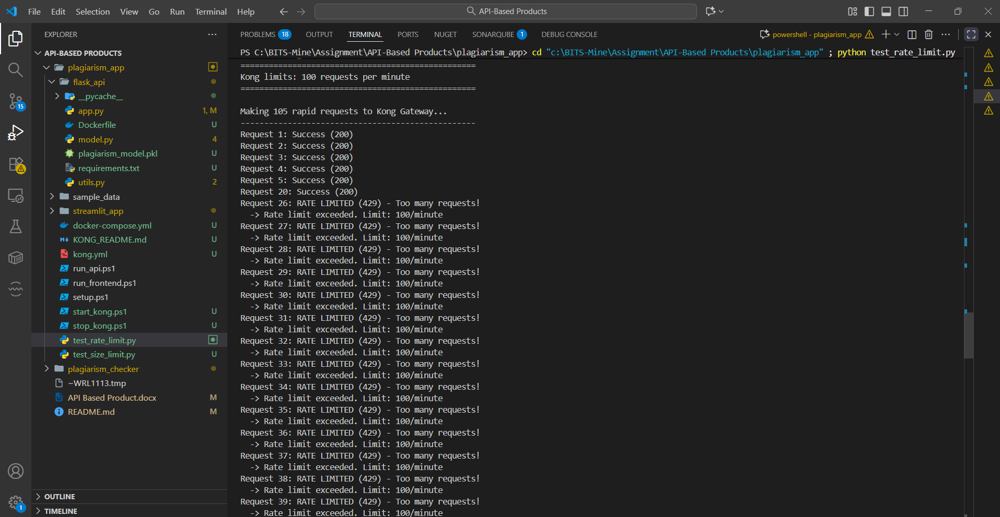 File Edit Selection View Go Run Terminal Help
API-Based Products
EXPLORER
API-BASED PRODUCTS
plagiarism_app
flask_api
__pycache__
app.py 1, M
Dockerfile U
model.py 4
plagiarism_model.pkl U
requirements.txt U
utils.py 2
sample_data
streamlit_app
docker-compose.yml U
KONG_README.md U
kong.yml U
run_api.ps1
run_frontend.ps1
setup.ps1
start_kong.ps1 U
stop_kong.ps1 U
test_rate_limit.py
test_size_limit.py U
plagiarism_checker
~WRL1113.tmp
API Based Product.docx M
README.md M
OUTLINE
TIMELINE
15
1
PROBLEMS 18 OUTPUT TERMINAL PORTS NUGET SONARQUBE 1 DEBUG CONSOLE
powershell - plagiarism_app
PS C:\BITS-Mine\Assignment\API-Based Products\plagiarism_app> cd "c:\BITS-Mine\Assignment\API-Based Products\plagiarism_app" ; python test_rate_limit.py
==================================================
Kong limits: 100 requests per minute
==================================================
Making 105 rapid requests to Kong Gateway...
--------------------------------------------------
Request 1: Success (200)
Request 2: Success (200)
Request 3: Success (200)
Request 4: Success (200)
Request 5: Success (200)
Request 20: Success (200)
Request 26: RATE LIMITED (429) - Too many requests!
-> Rate limit exceeded. Limit: 100/minute
Request 27: RATE LIMITED (429) - Too many requests!
-> Rate limit exceeded. Limit: 100/minute
Request 28: RATE LIMITED (429) - Too many requests!
-> Rate limit exceeded. Limit: 100/minute
Request 29: RATE LIMITED (429) - Too many requests!
-> Rate limit exceeded. Limit: 100/minute
Request 30: RATE LIMITED (429) - Too many requests!
-> Rate limit exceeded. Limit: 100/minute
Request 31: RATE LIMITED (429) - Too many requests!
-> Rate limit exceeded. Limit: 100/minute
Request 32: RATE LIMITED (429) - Too many requests!
-> Rate limit exceeded. Limit: 100/minute
Request 33: RATE LIMITED (429) - Too many requests!
-> Rate limit exceeded. Limit: 100/minute
Request 34: RATE LIMITED (429) - Too many requests!
-> Rate limit exceeded. Limit: 100/minute
Request 35: RATE LIMITED (429) - Too many requests!
-> Rate limit exceeded. Limit: 100/minute
Request 36: RATE LIMITED (429) - Too many requests!
-> Rate limit exceeded. Limit: 100/minute
Request 37: RATE LIMITED (429) - Too many requests!
-> Rate limit exceeded. Limit: 100/minute
Request 38: RATE LIMITED (429) - Too many requests!
-> Rate limit exceeded. Limit: 100/minute
Request 39: RATE LIMITED (429) - Too many requests!
-> Rate limit exceeded. Limit: 100/minute